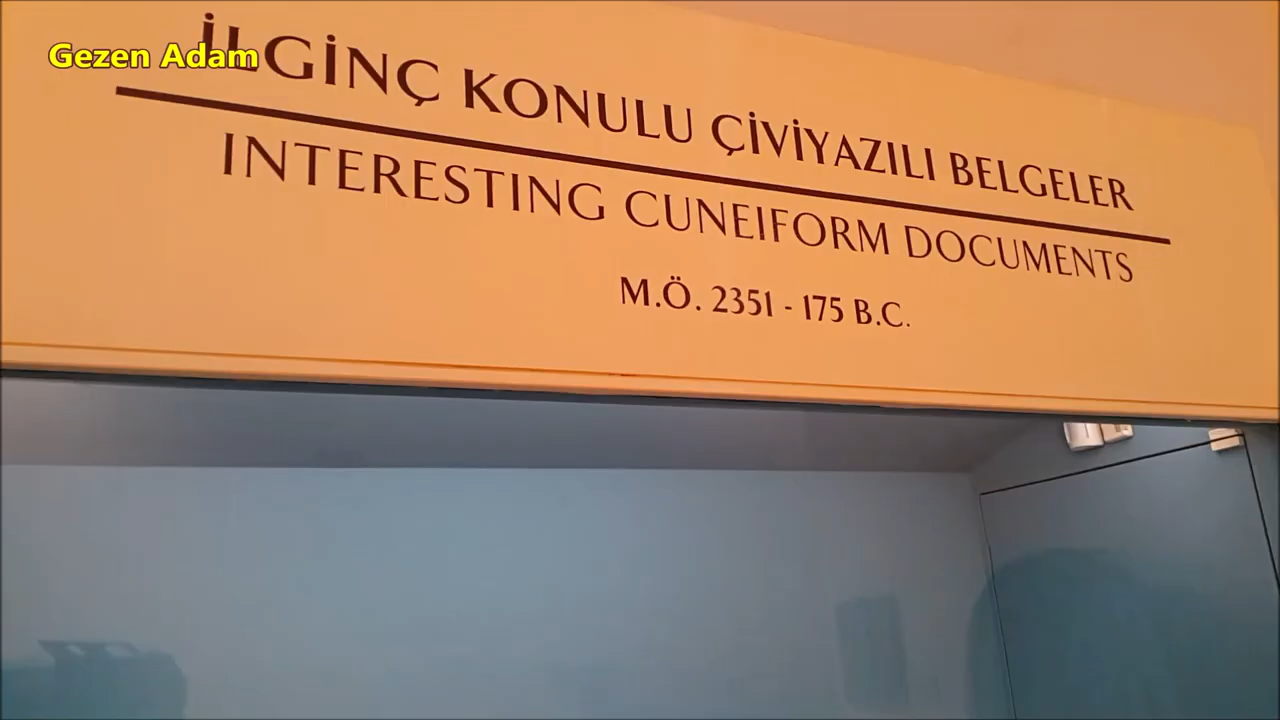 Gezen Adam
İLGİNÇ KONULU ÇİVİYAZILI BELGELER
INTERESTING CUNEIFORM DOCUMENTS
M.Ö. 2351 - 175 B.C.